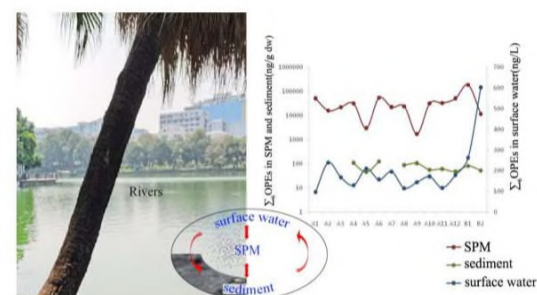 Rivers
surface water
SPM
sediment
∑OPEs in SPM and sediment(ng/g dw)
1000000
100000
10000
1000
100
10
1
A1 A2 A3 A4 A5 A6 A7 A8 A9 A10 A11 A12 B1 B2
700
600
500
400
300
200
100
0
∑OPEs in surface water(ng/L)
SPM
sediment
surface water